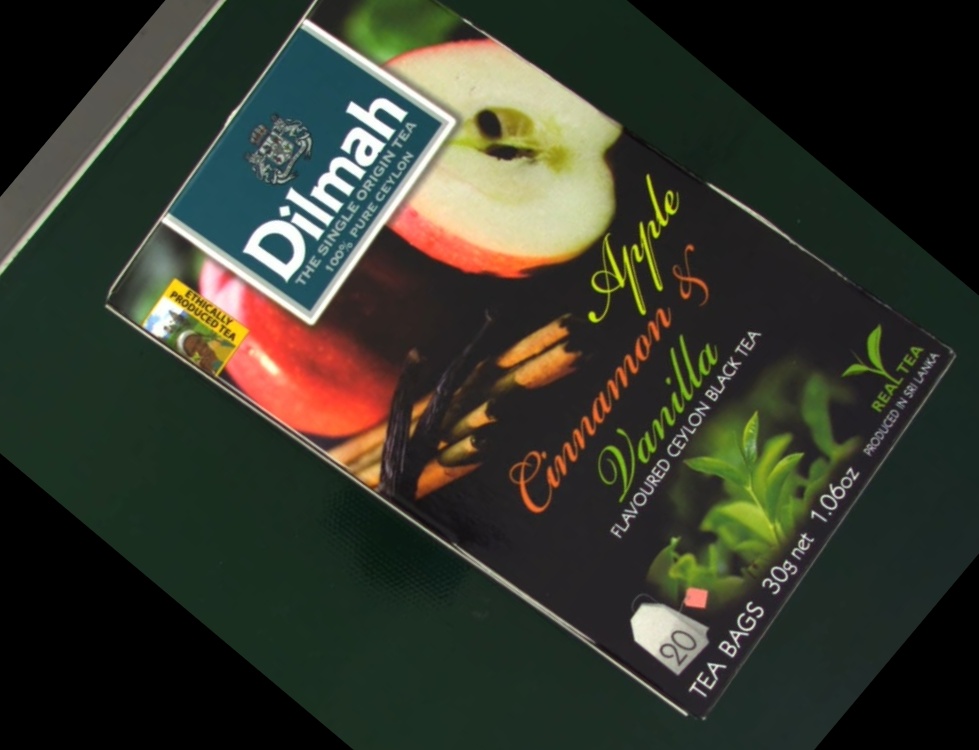 Dilmah
THE SINGLE ORIGIN TEA
100% PURE CEYLON
ETHICALLY
PRODUCED TEA
Apple
Cinnamon &
Vanilla
FLAVOURED CEYLON BLACK TEA
REAL TEA
PRODUCED IN SRI LANKA
20
TEA BAGS 30g net 1.06oz